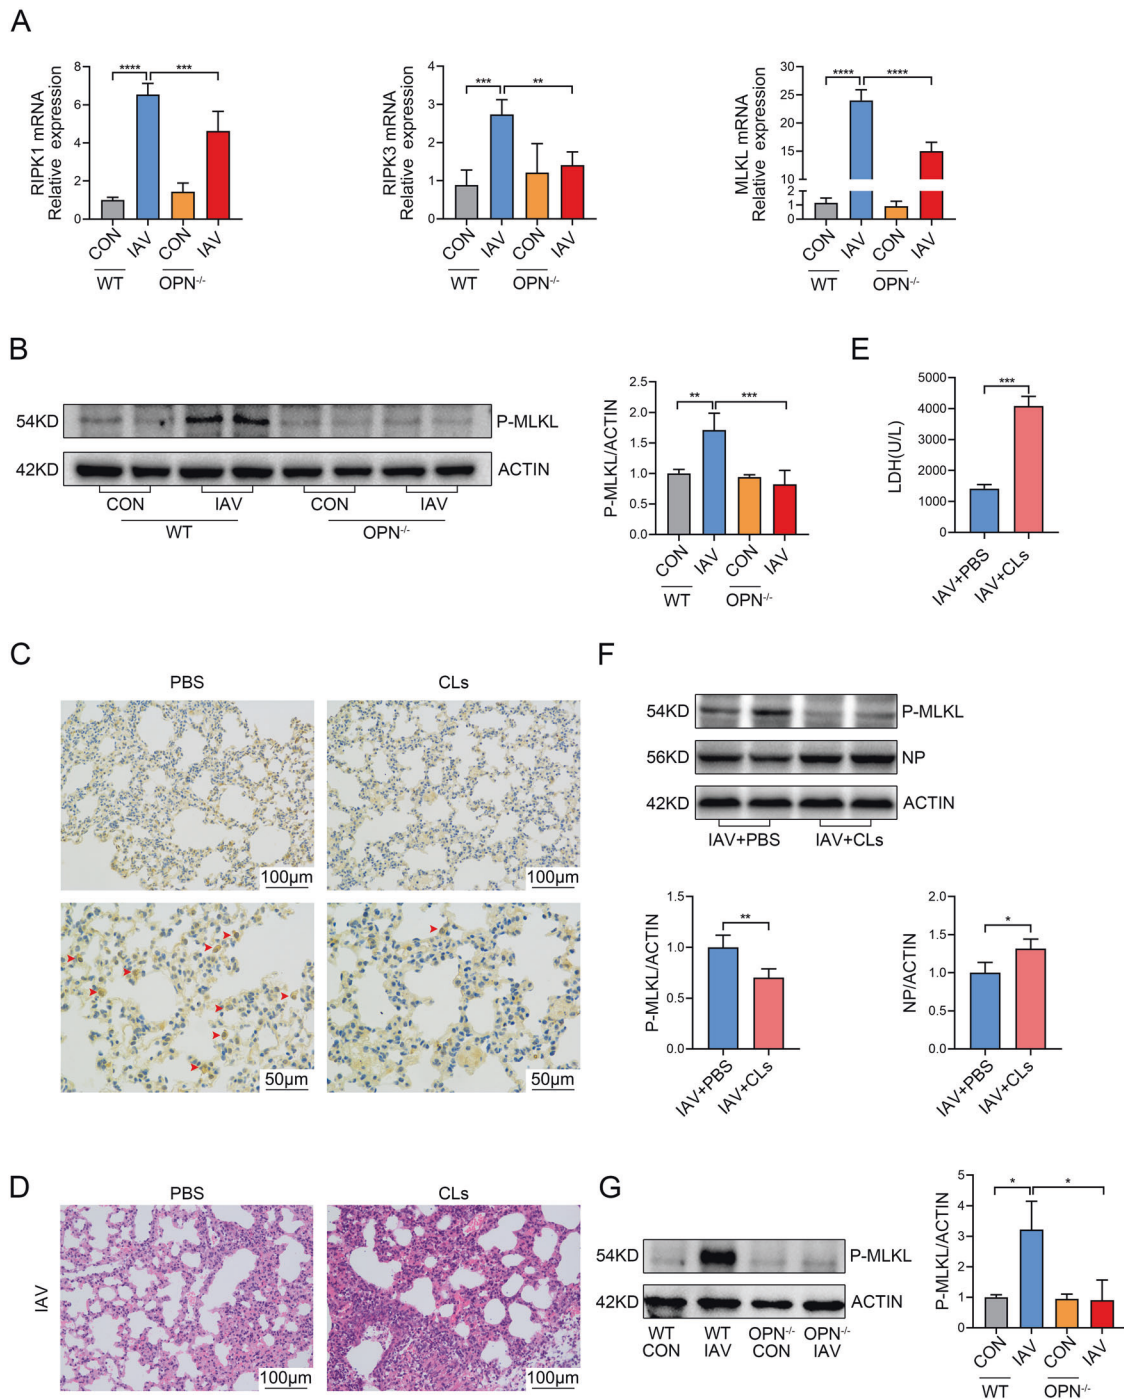 A
RIPK1 mRNA
Relative expression
8
6
4
2
0
****
***
CON
IAV
CON
IAV
WT
OPN-/-
RIPK3 mRNA
Relative expression
4
3
2
1
0
***
**
CON
IAV
CON
IAV
WT
OPN-/-
MLKL mRNA
Relative expression
30
25
20
15
10
2
1
0
****
****
CON
IAV
CON
IAV
WT
OPN-/-
B
54KD
P-MLKL
42KD
ACTIN
CON
IAV
CON
IAV
WT
OPN-/-
P-MLKL/ACTIN
2.5
2.0
1.5
1.0
0.5
0.0
**
***
CON
IAV
CON
IAV
WT
OPN-/-
E
LDH(U/L)
5000
4000
3000
2000
1000
0
***
IAV+PBS
IAV+CLs
C
PBS
CLs
100μm
100μm
50μm
50μm
F
54KD
P-MLKL
56KD
NP
42KD
ACTIN
IAV+PBS
IAV+CLs
P-MLKL/ACTIN
1.5
1.0
0.5
0.0
**
IAV+PBS
IAV+CLs
NP/ACTIN
2.0
1.5
1.0
0.5
0.0
*
IAV+PBS
IAV+CLs
D
PBS
CLs
IAV
100μm
100μm
G
54KD
P-MLKL
42KD
ACTIN
WT WT OPN-/- OPN-/-
CON IAV CON IAV
P-MLKL/ACTIN
5
4
3
2
1
0
*
*
CON
IAV
CON
IAV
WT
OPN-/-